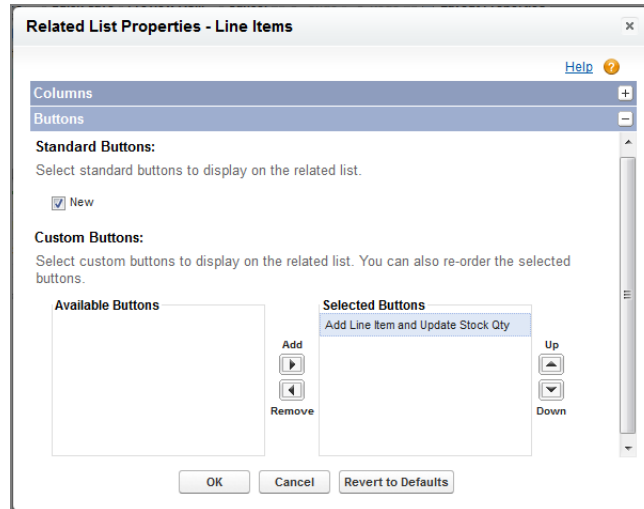 Related List Properties - Line Items
Help
Columns
Buttons
Standard Buttons:
Select standard buttons to display on the related list.
New
Custom Buttons:
Select custom buttons to display on the related list. You can also re-order the selected
buttons.
Available Buttons
Selected Buttons
Add Line Item and Update Stock Qty
Add
Remove
Up
Down
OK
Cancel
Revert to Defaults